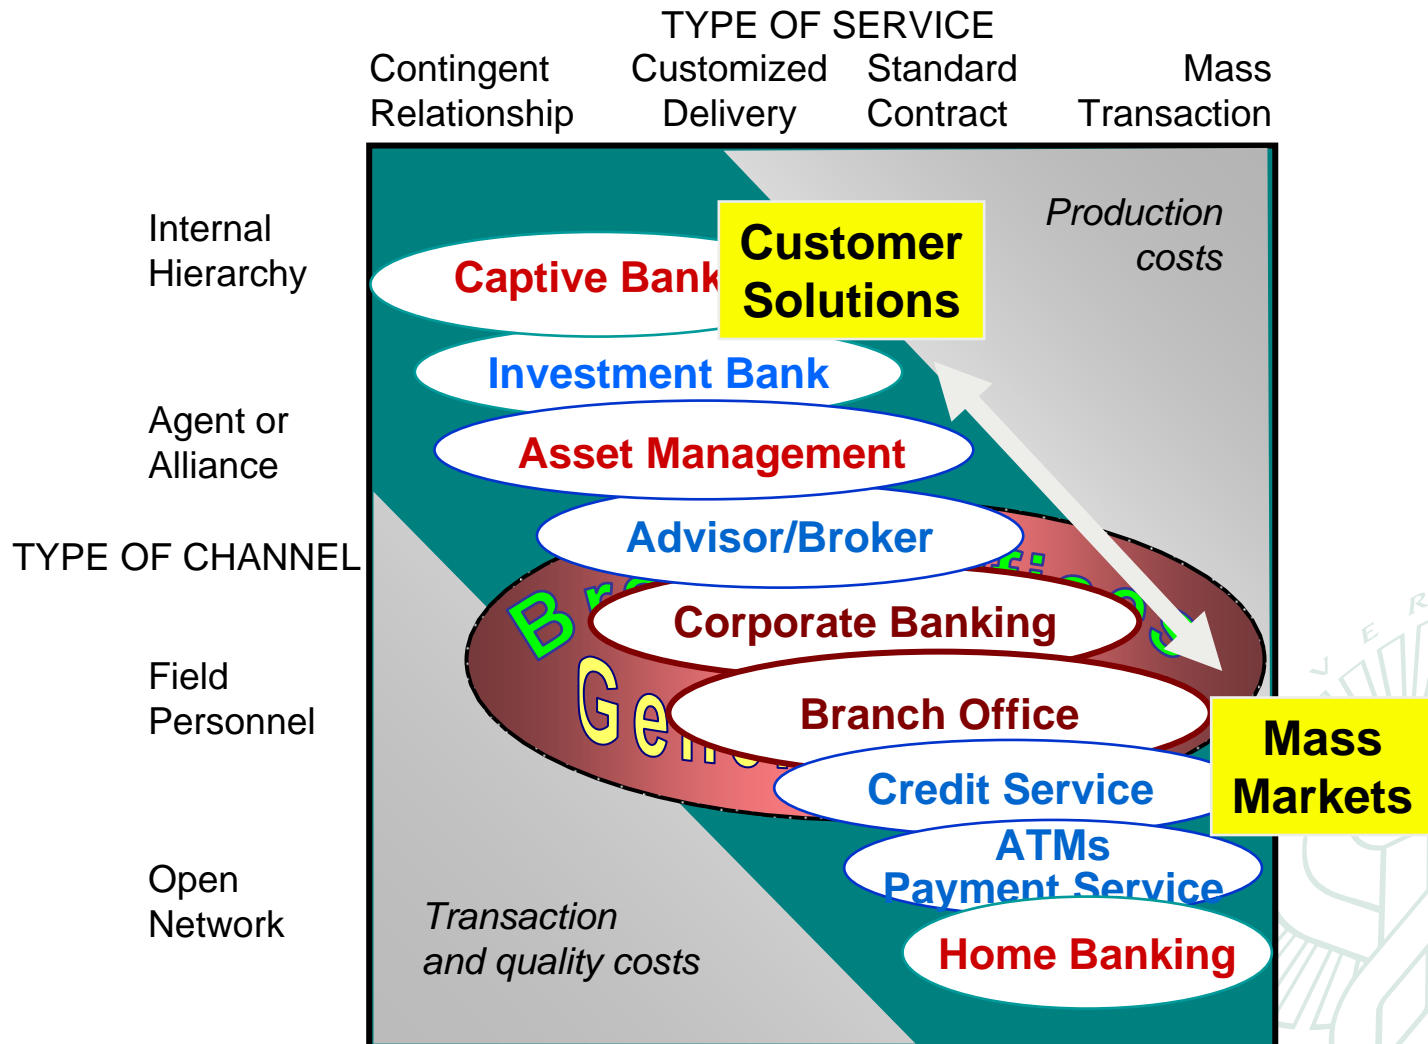 TYPE OF SERVICE
Contingent Relationship
Customized Delivery
Standard Contract
Mass Transaction
Internal
Hierarchy
Production
costs
Customer
Solutions
Captive Bank
Investment Bank
Agent or
Alliance
Asset Management
Advisor/Broker
TYPE OF CHANNEL
Corporate Banking
Field
Personnel
Branch Office
Mass
Markets
Credit Service
ATMs
Payment Service
Open
Network
Transaction
and quality costs
Home Banking